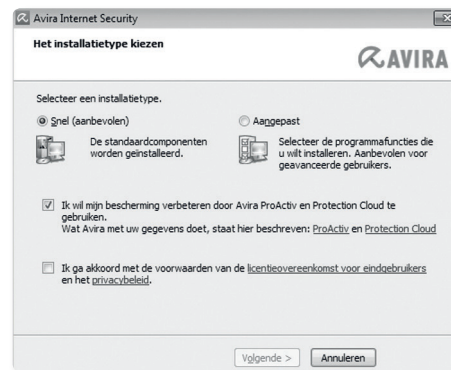 Avira Internet Security
Het installatietype kiezen
AVIRA
Selecteer een installatietype.
Snel (aanbevolen)
Aangepast
De standaardcomponenten
worden geïnstalleerd.
Selecteer de programmafuncties die
u wilt installeren. Aanbevolen voor
geavanceerde gebruikers.
Ik wil mijn bescherming verbeteren door Avira ProActiv en Protection Cloud te
gebruiken.
Wat Avira met uw gegevens doet, staat hier beschreven: ProActiv en Protection Cloud
Ik ga akkoord met de voorwaarden van de licentieovereenkomst voor eindgebruikers
en het privacybeleid.
Volgende >
Annuleren